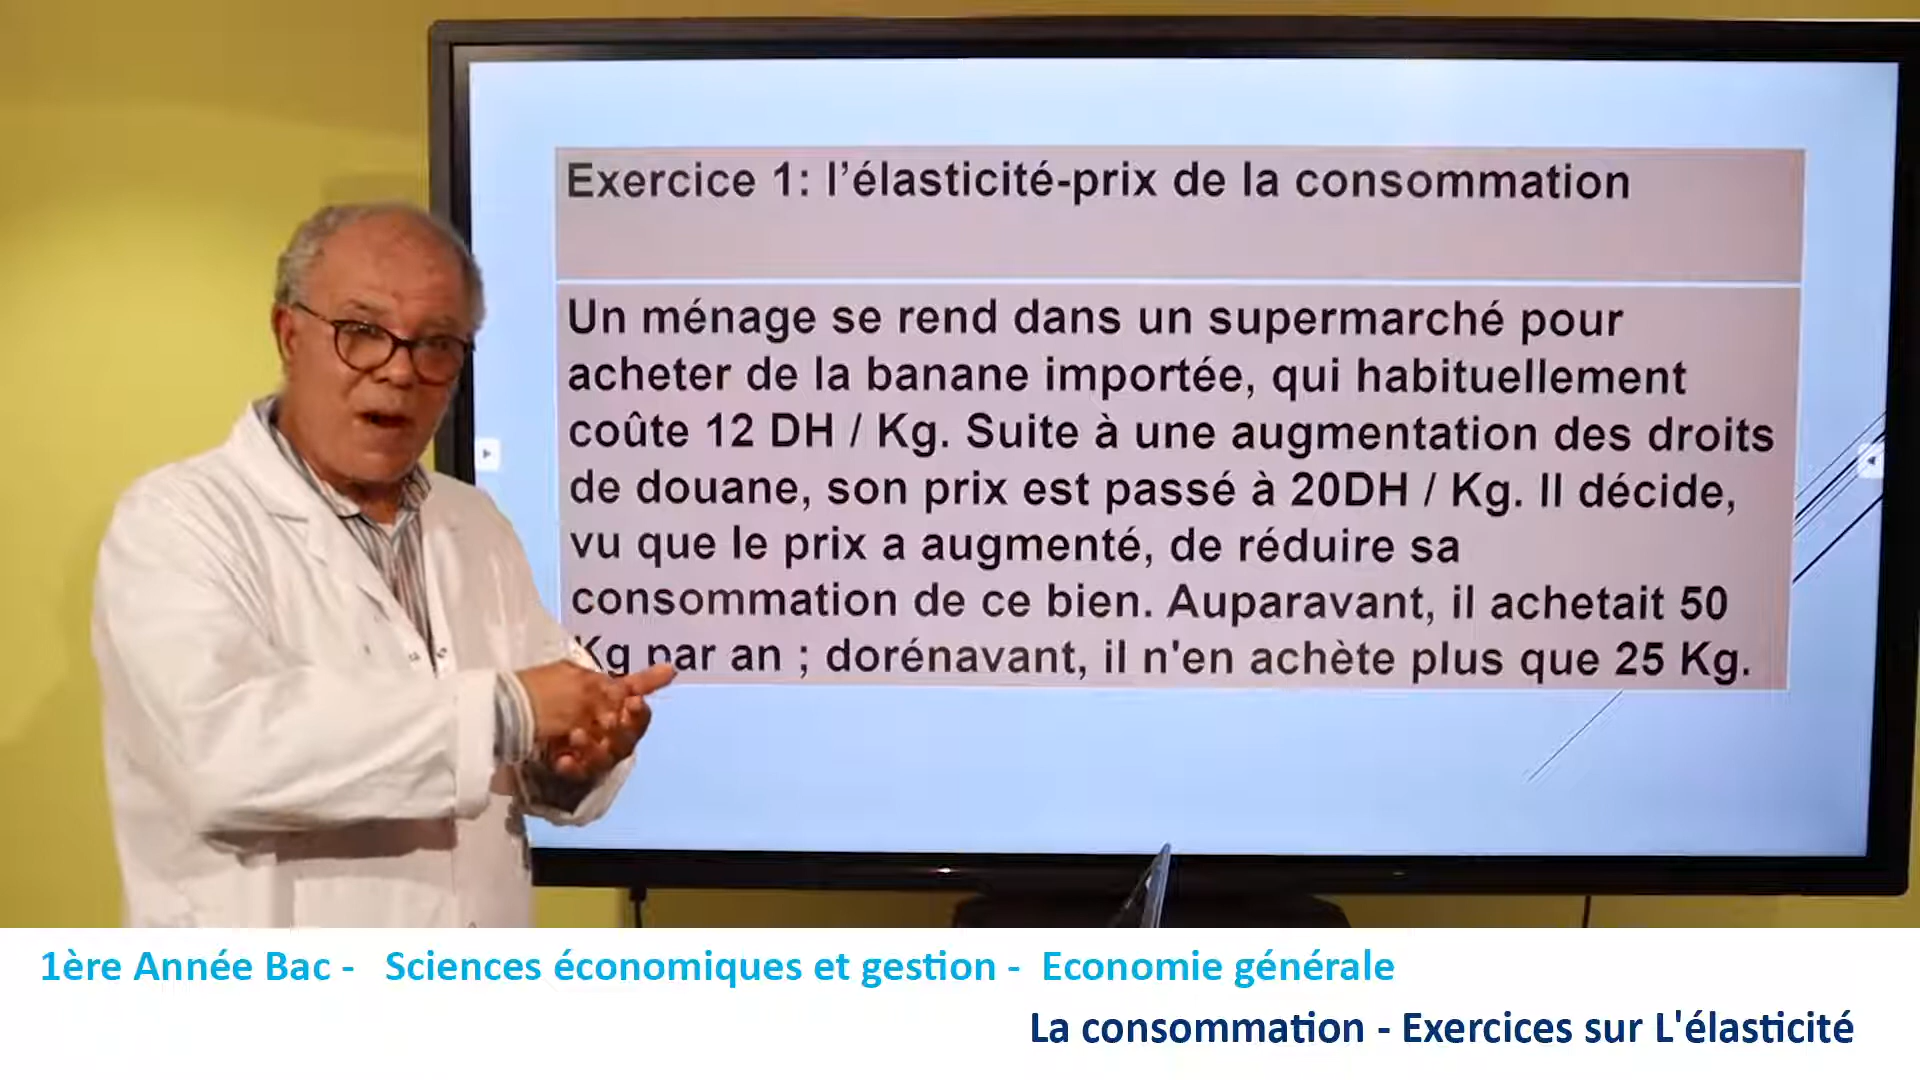 Exercice 1: l’élasticité-prix de la consommation
Un ménage se rend dans un supermarché pour
acheter de la banane importée, qui habituellement
coûte 12 DH / Kg. Suite à une augmentation des droits
de douane, son prix est passé à 20DH / Kg. Il décide,
vu que le prix a augmenté, de réduire sa
consommation de ce bien. Auparavant, il achetait 50
Kg par an ; dorénavant, il n'en achète plus que 25 Kg.
1ère Année Bac - Sciences économiques et gestion - Economie générale
La consommation - Exercices sur L'élasticité